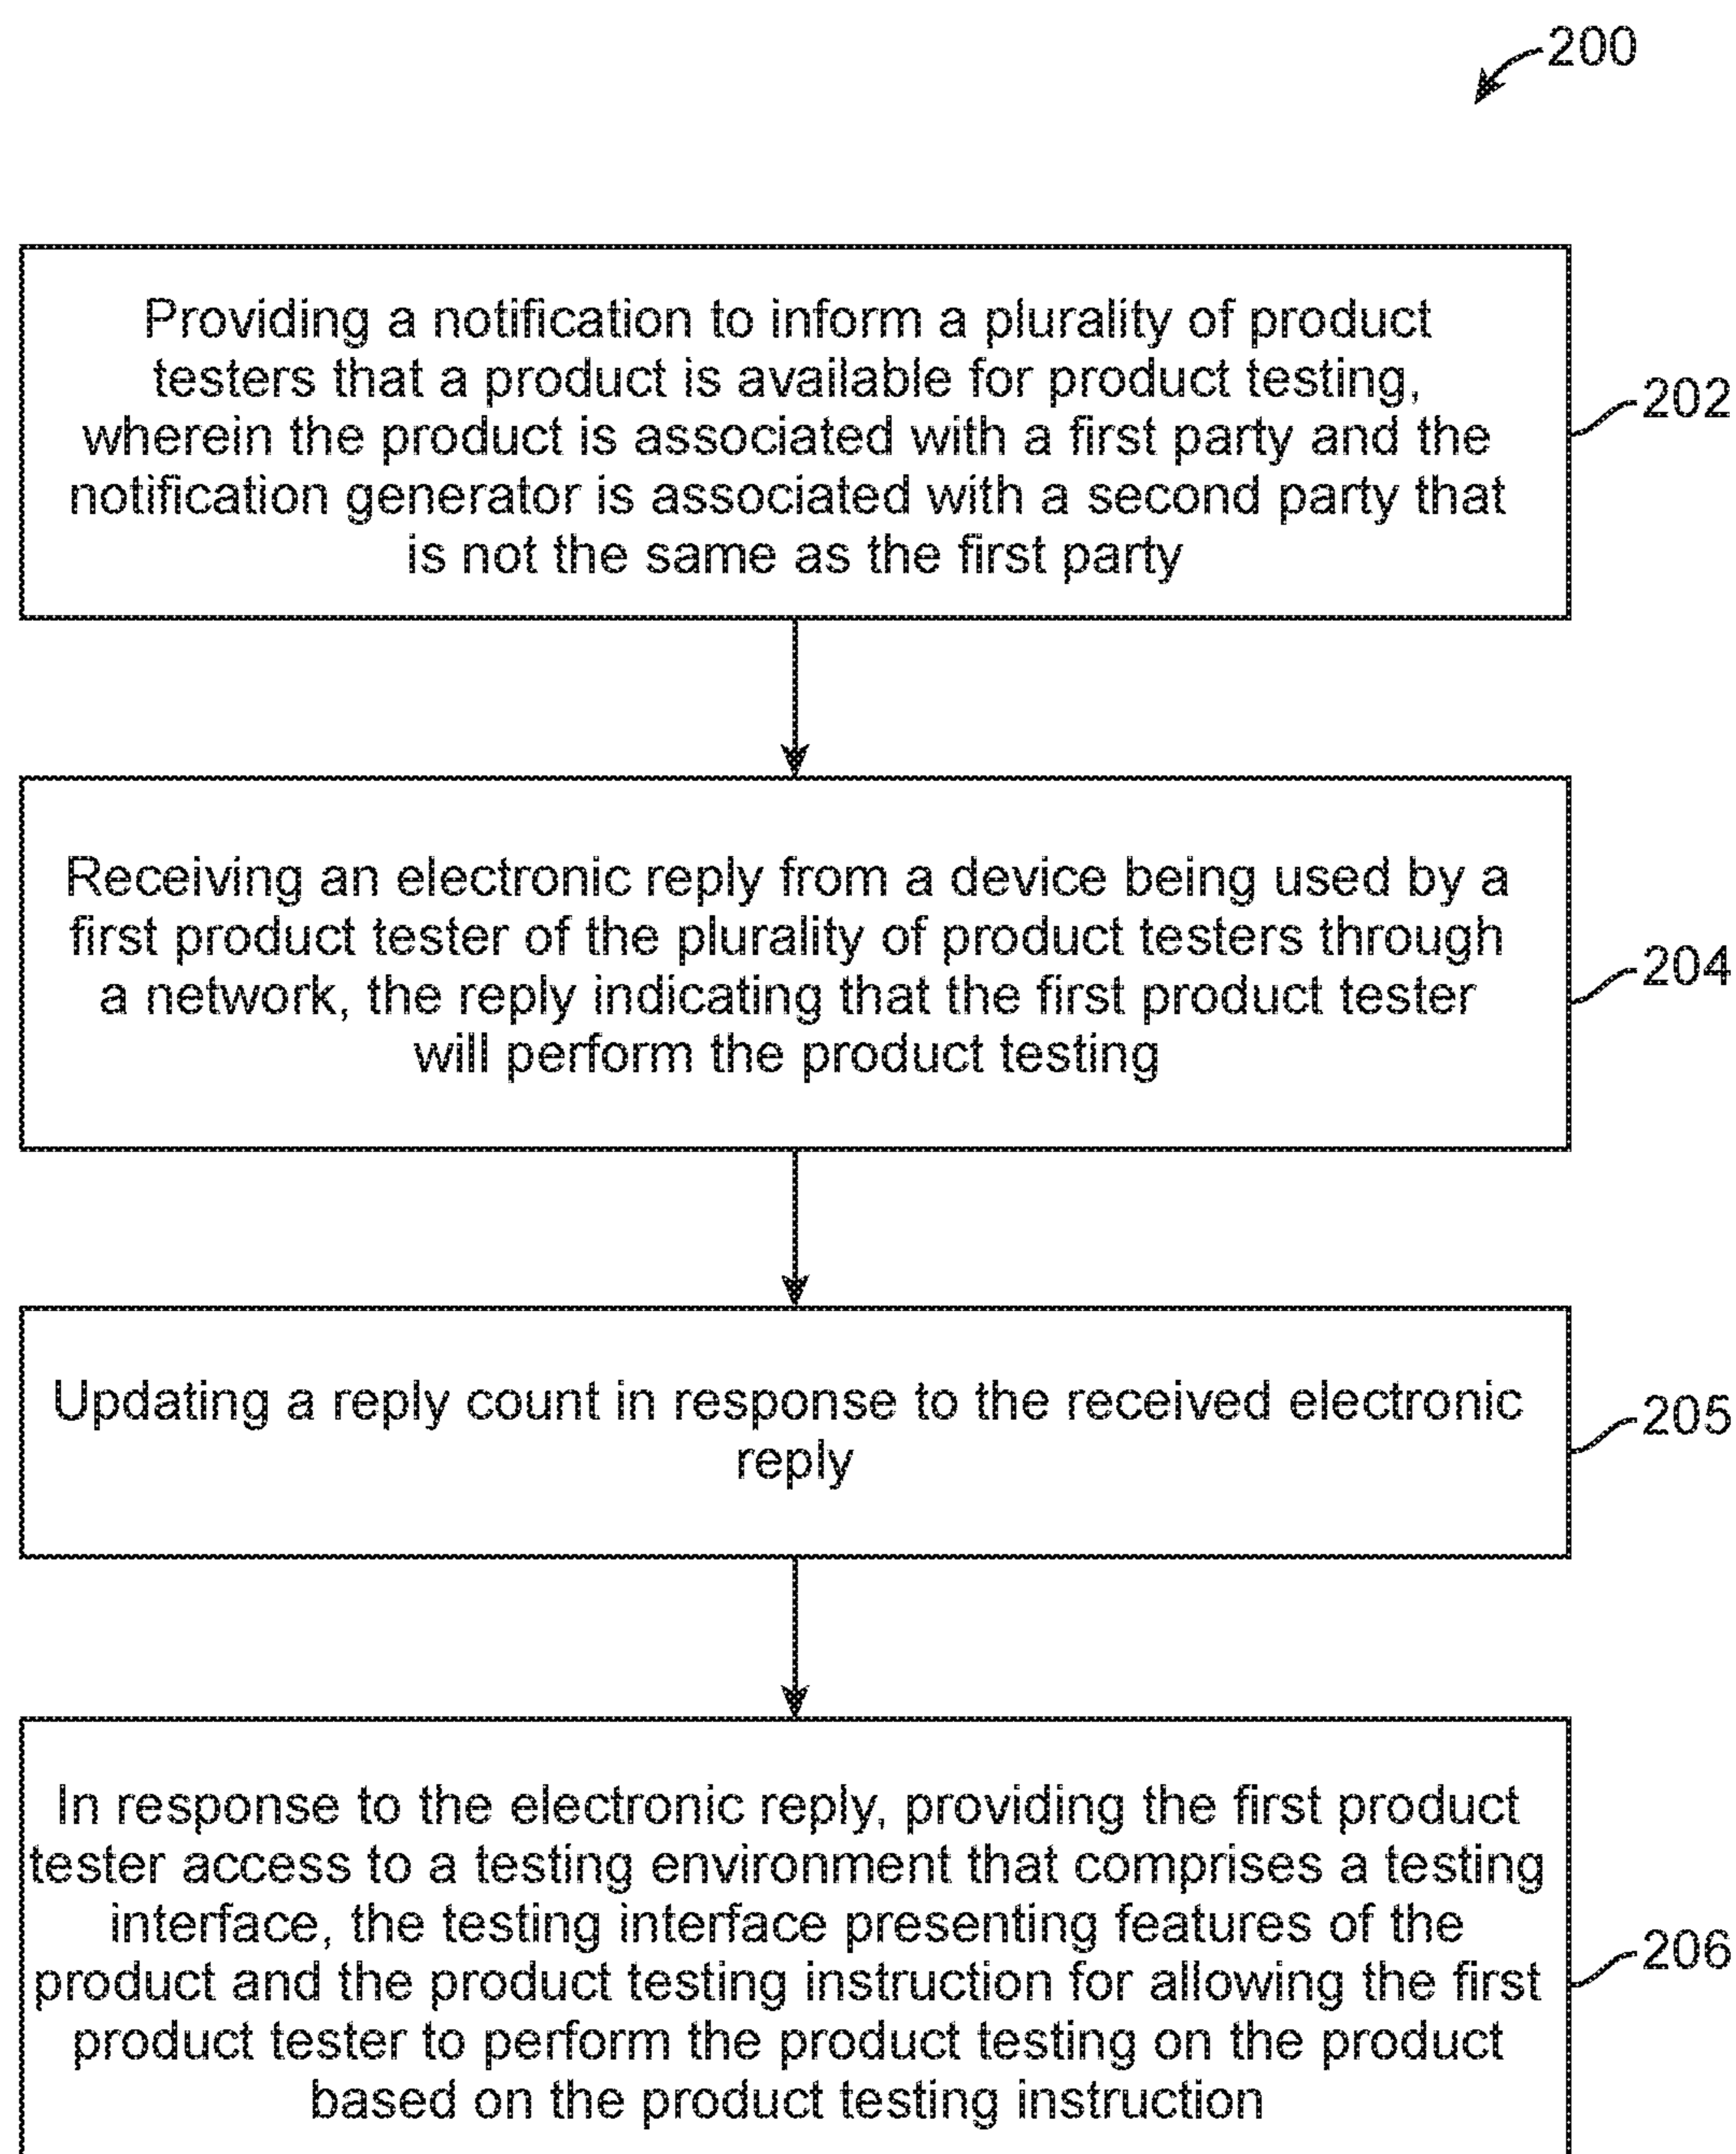 200
Providing a notification to inform a plurality of product
testers that a product is available for product testing,
wherein the product is associated with a first party and the
notification generator is associated with a second party that
is not the same as the first party
202
Receiving an electronic reply from a device being used by a
first product tester of the plurality of product testers through
a network, the reply indicating that the first product tester
will perform the product testing
204
Updating a reply count in response to the received electronic
reply
205
In response to the electronic reply, providing the first product
tester access to a testing environment that comprises a testing
interface, the testing interface presenting features of the
product and the product testing instruction for allowing the first
product tester to perform the product testing on the product
based on the product testing instruction
206